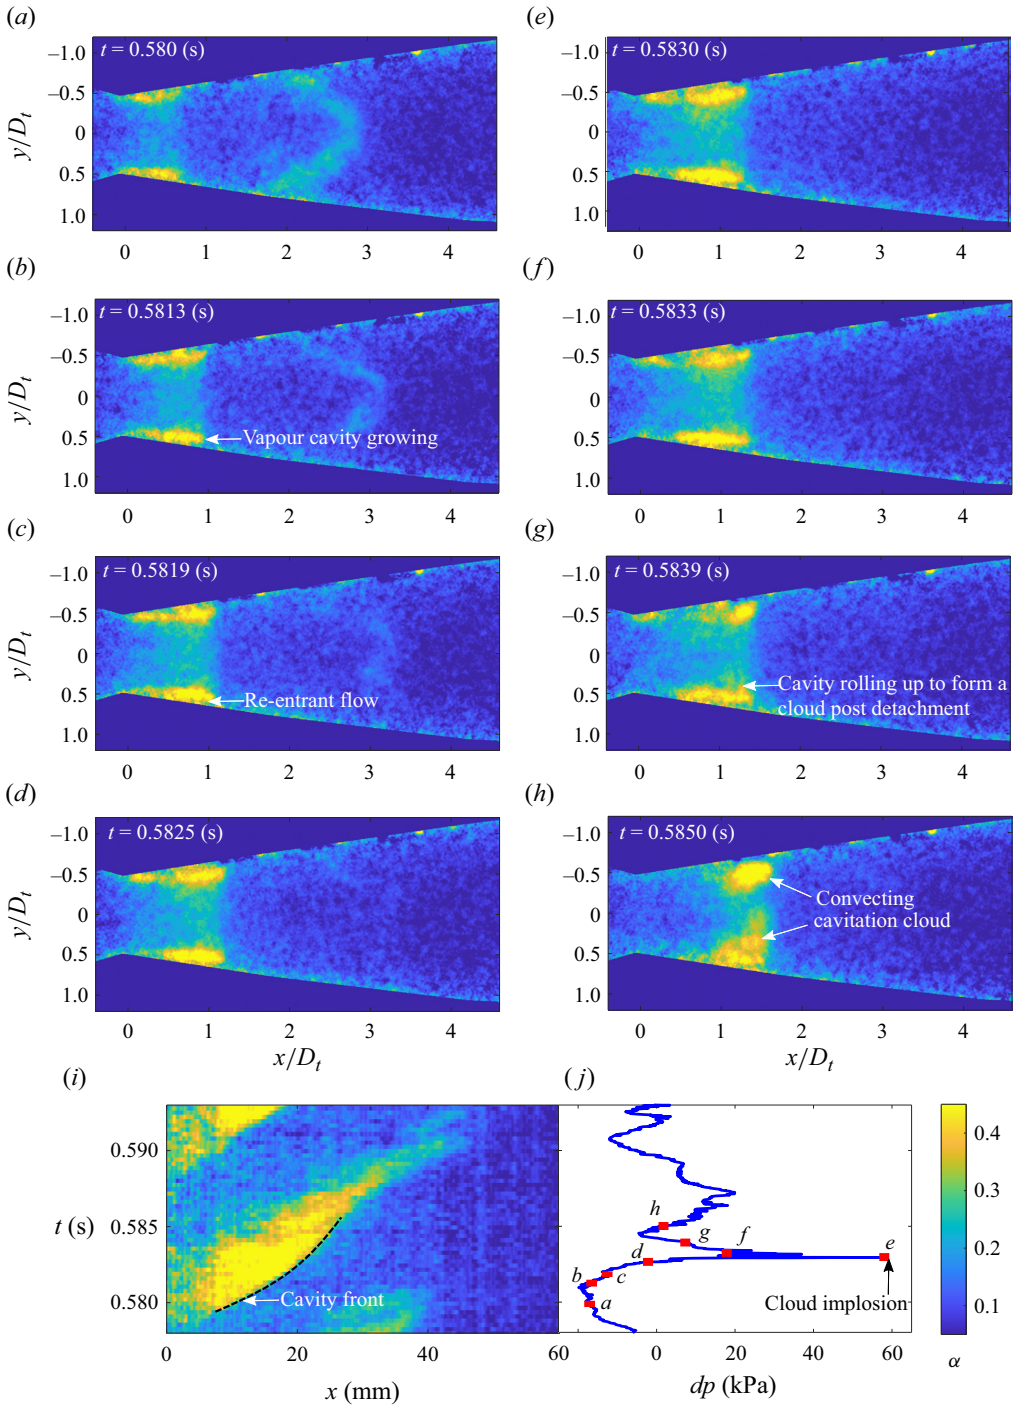 (a)
t = 0.580 (s)
y/D_t
–1.0
–0.5
0
0.5
1.0
0 1 2 3 4
(e)
t = 0.5830 (s)
y/D_t
–1.0
–0.5
0
0.5
1.0
0 1 2 3 4
(b)
t = 0.5813 (s)
y/D_t
–1.0
–0.5
0
0.5
1.0
Vapour cavity growing
0 1 2 3 4
(f)
t = 0.5833 (s)
–1.0
–0.5
0
0.5
1.0
0 1 2 3 4
(c)
t = 0.5819 (s)
y/D_t
–1.0
–0.5
0
0.5
1.0
Re-entrant flow
0 1 2 3 4
(g)
t = 0.5839 (s)
–1.0
–0.5
0
0.5
1.0
Cavity rolling up to form a
cloud post detachment
0 1 2 3 4
(d)
t = 0.5825 (s)
y/D_t
–1.0
–0.5
0
0.5
1.0
0 1 2 3 4
x/D_t
(h)
t = 0.5850 (s)
–1.0
–0.5
0
0.5
1.0
Convecting
cavitation cloud
0 1 2 3 4
x/D_t
(i)
0.590
0.585
0.580
t (s)
Cavity front
0 20 40 60
x (mm)
(j)
h
g
f
d
e
b
c
a
Cloud implosion
0 20 40 60
dp (kPa)
0.4
0.3
0.2
0.1
α